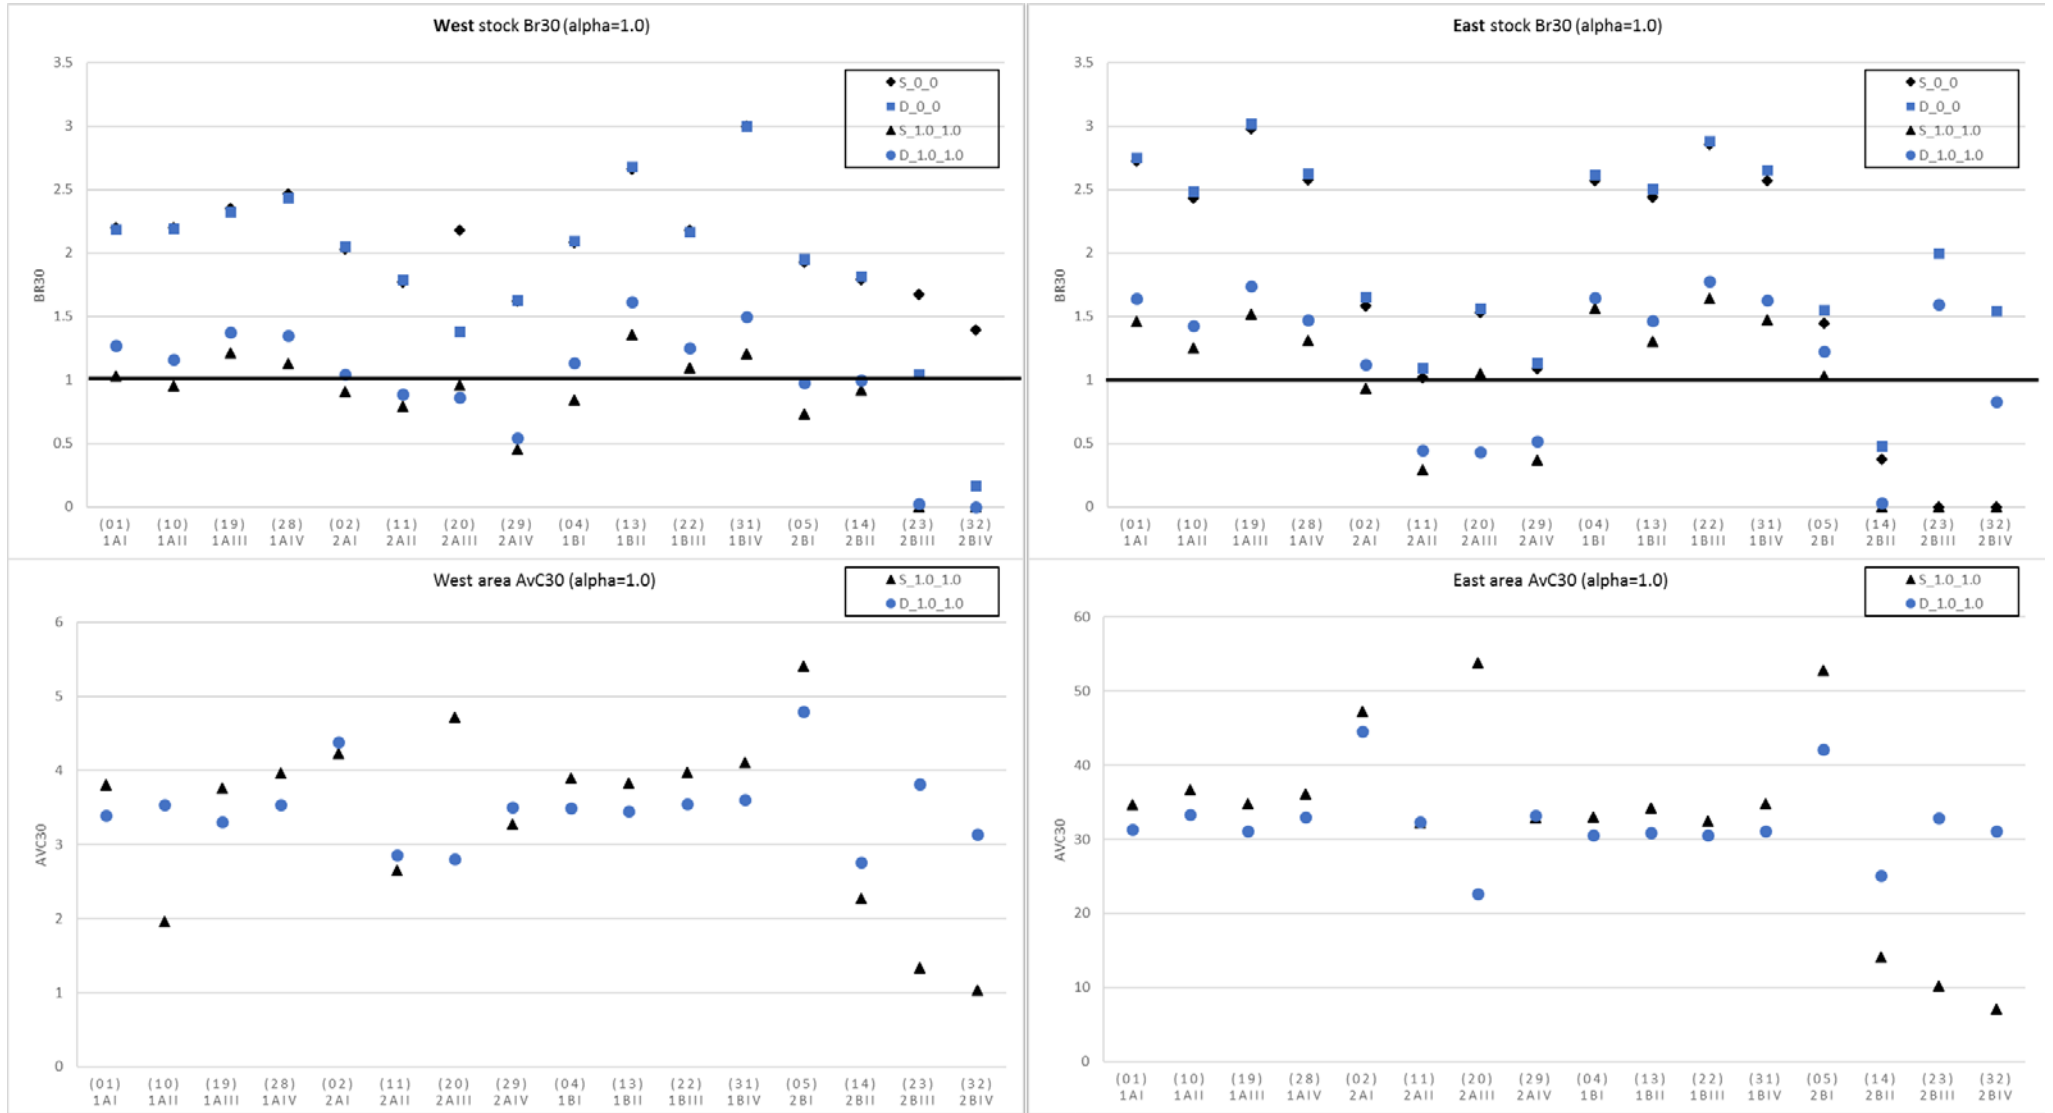 West stock Br30 (alpha=1.0)
3.5
3
2.5
2
1.5
1
0.5
0
BR30
S_0_0
D_0_0
S_1.0_1.0
D_1.0_1.0
(01) (10) (19) (28) (02) (11) (20) (29) (04) (13) (22) (31) (05) (14) (23) (32)
1AI 1AII 1AIII 1AIV 2AI 2AII 2AIII 2AIV 1BI 1BII 1BIII 1BIV 2BI 2BII 2BIII 2BIV
East stock Br30 (alpha=1.0)
3.5
3
2.5
2
1.5
1
0.5
0
BR30
S_0_0
D_0_0
S_1.0_1.0
D_1.0_1.0
(01) (10) (19) (28) (02) (11) (20) (29) (04) (13) (22) (31) (05) (14) (23) (32)
1AI 1AII 1AIII 1AIV 2AI 2AII 2AIII 2AIV 1BI 1BII 1BIII 1BIV 2BI 2BII 2BIII 2BIV
West area AvC30 (alpha=1.0)
S_1.0_1.0
D_1.0_1.0
6
5
4
3
2
1
0
AVC30
(01) (10) (19) (28) (02) (11) (20) (29) (04) (13) (22) (31) (05) (14) (23) (32)
1AI 1AII 1AIII 1AIV 2AI 2AII 2AIII 2AIV 1BI 1BII 1BIII 1BIV 2BI 2BII 2BIII 2BIV
East area AvC30 (alpha=1.0)
S_1.0_1.0
D_1.0_1.0
60
50
40
30
20
10
0
AVC30
(01) (10) (19) (28) (02) (11) (20) (29) (04) (13) (22) (31) (05) (14) (23) (32)
1AI 1AII 1AIII 1AIV 2AI 2AII 2AIII 2AIV 1BI 1BII 1BIII 1BIV 2BI 2BII 2BIII 2BIV